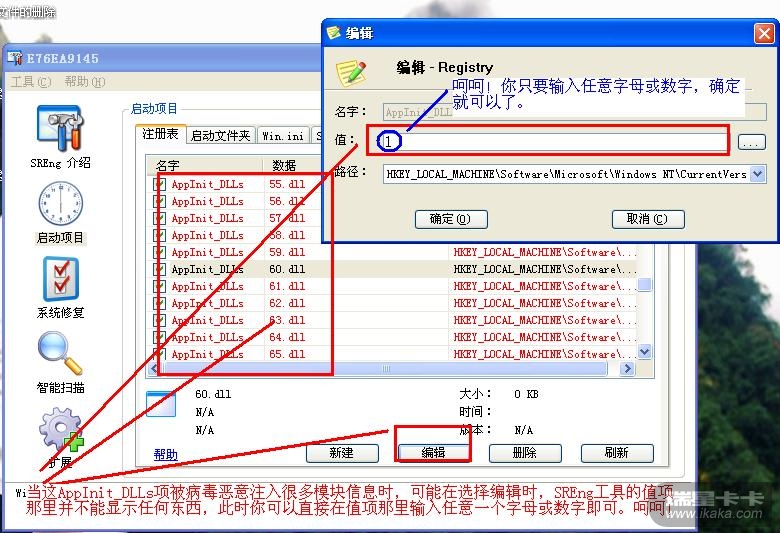 文件的删除
E76EA9145
工具(C) 帮助(H)
SREng 介绍
启动项目
系统修复
智能扫描
扩展
启动项目
注册表 启动文件夹 Win.ini
名字 数据
AppInit_DLLs 55.dll
AppInit_DLLs 56.dll
AppInit_DLLs 57.dll
AppInit_DLLs 58.dll
AppInit_DLLs 59.dll HKEY_LOCAL_MACHINE\Software\...
AppInit_DLLs 60.dll HKEY_LOCAL_MACHINE\Software\...
AppInit_DLLs 61.dll HKEY_LOCAL_MACHINE\Software\...
AppInit_DLLs 62.dll HKEY_LOCAL_MACHINE\Software\...
AppInit_DLLs 63.dll HKEY_LOCAL_MACHINE\Software\...
AppInit_DLLs 64.dll HKEY_LOCAL_MACHINE\Software\...
AppInit_DLLs 65.dll HKEY_LOCAL_MACHINE\Software\...
60.dll 大小: 0 KB
N/A 时间:
N/A 版本: N/A
帮助 新建 编辑 删除 刷新
编辑
编辑 - Registry
呵呵！你只要输入任意字母或数字，确定
就可以了。
名字: AppInit_DLL
值: 1 ...
路径: HKEY_LOCAL_MACHINE\Software\Microsoft\Windows NT\CurrentVers
确定(O) 取消(C)
Wi当这AppInit_DLLs项被病毒恶意注入很多模块信息时，可能在选择编辑时，SREng工具的值项
那里并不能显示任何东西，此时你可以直接在值项那里输入任意一个字母或数字即可。呵呵
瑞星卡卡
www.ikaka.com